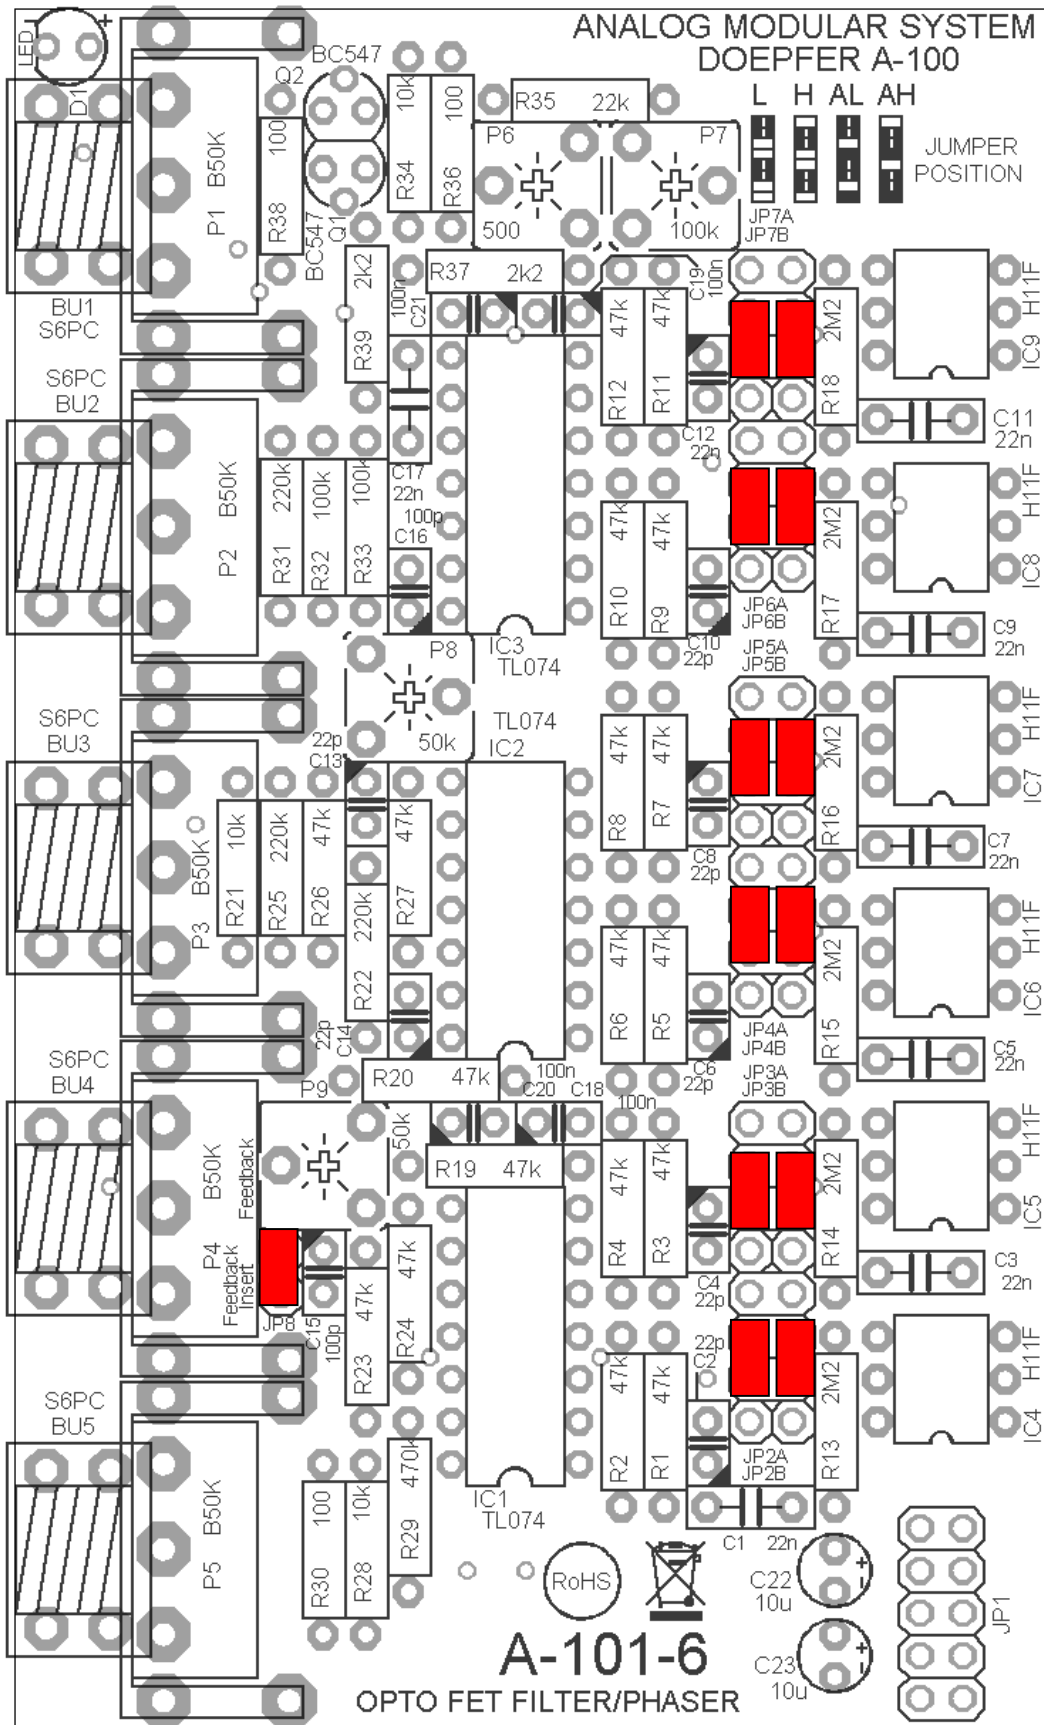 ANALOG MODULAR SYSTEM
DOEPFER A-100
L H AL AH
JUMPER
POSITION
LED
D1
+
BC547
Q2
10k
100
R35 22k
P6
P7
500
100k
R34
R36
100
R38
BC547
Q1
B50K
P1
BU1
S6PC
JP7A
JP7B
R37 2k2
2k2
R39
100n
C21
C19
100n
47k
47k
R12
R11
2M2
R18
H11F
IC9
C12
22n
C11
22n
S6PC
BU2
B50K
P2
220k
R31
100k
R32
100k
R33
C17
22n
100p
C16
47k
47k
R10
R9
2M2
R17
H11F
IC8
JP6A
JP6B
JP5A
JP5B
C10
22p
C9
22n
IC3
TL074
P8
50k
TL074
IC2
S6PC
BU3
B50K
P3
22p
C13
10k
R21
220k
R25
47k
R26
47k
R27
220k
R22
47k
47k
R8
R7
2M2
R16
H11F
IC7
C8
22p
C7
22n
47k
47k
R6
R5
2M2
R15
H11F
IC6
22p
C14
JP4A
JP4B
JP3A
JP3B
C6
22p
C5
22n
S6PC
BU4
R20 47k
100n
C20
C18
100n
P9
50k
R19 47k
B50K
P4
Feedback
Feedback
Insert
JP8
C15
100p
47k
R23
47k
R24
47k
47k
R4
R3
2M2
R14
H11F
IC5
C4
22p
C3
22n
22p
C2
47k
47k
R2
R1
2M2
R13
H11F
IC4
JP2A
JP2B
S6PC
BU5
B50K
P5
100
R30
10k
R28
470k
R29
IC1
TL074
C1 22n
RoHS
C22
10u
+
-
C23
10u
+
-
JP1
A-101-6
OPTO FET FILTER/PHASER